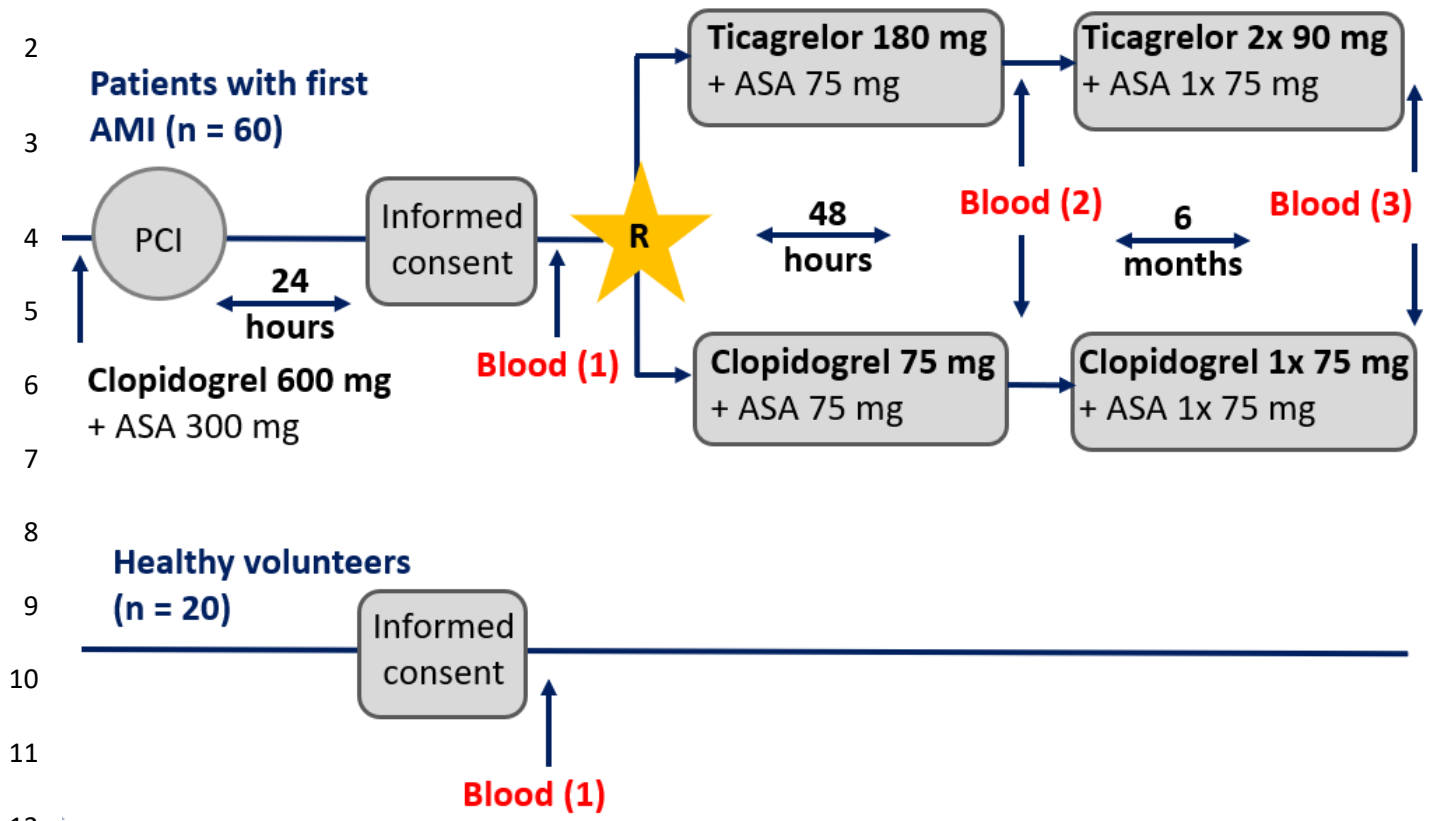 2
3
4
5
6
7
8
9
10
11
Patients with first
AMI (n = 60)
PCI
24
hours
Clopidogrel 600 mg
+ ASA 300 mg
Informed
consent
Blood (1)
R
Ticagrelor 180 mg
+ ASA 75 mg
48
hours
Clopidogrel 75 mg
+ ASA 75 mg
Blood (2)
Ticagrelor 2x 90 mg
+ ASA 1x 75 mg
6
months
Blood (3)
Clopidogrel 1x 75 mg
+ ASA 1x 75 mg
Healthy volunteers
(n = 20)
Informed
consent
Blood (1)